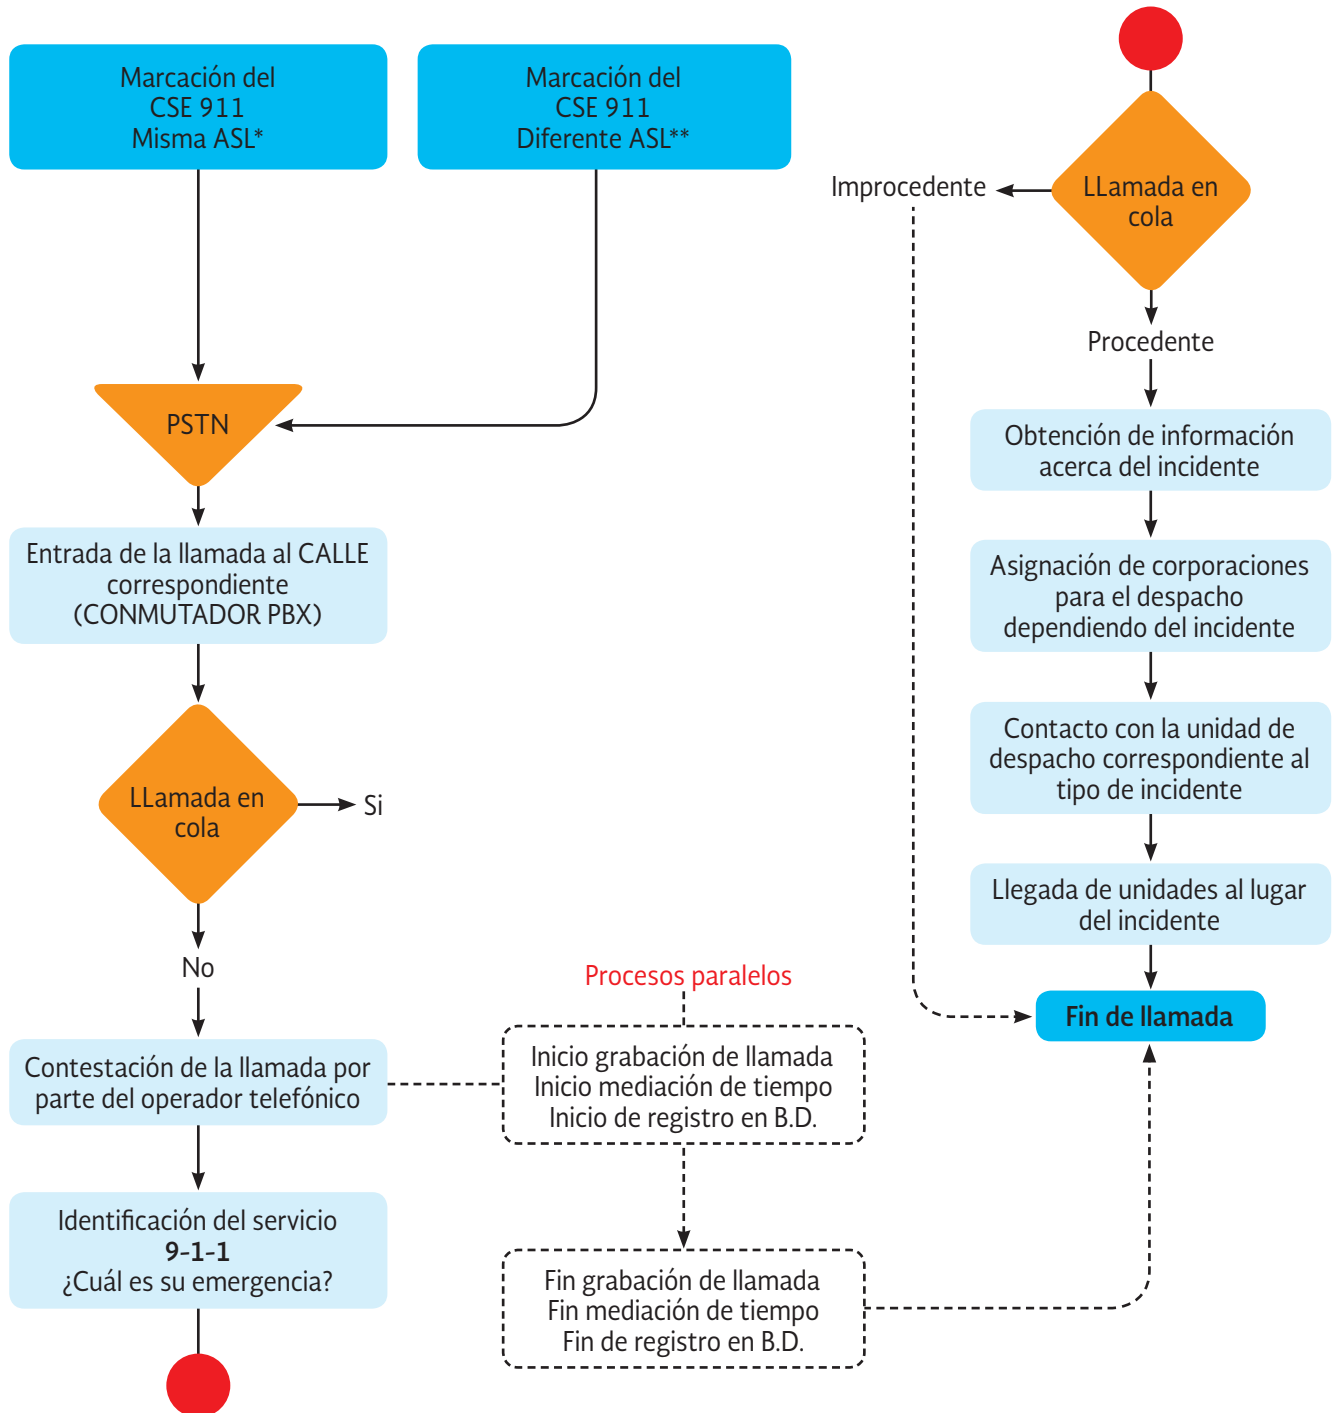 Marcación del
CSE 911
Misma ASL*
Marcación del
CSE 911
Diferente ASL**
PSTN
Entrada de la llamada al CALLE
correspondiente
(CONMUTADOR PBX)
LLamada en
cola
Si
No
Contestación de la llamada por
parte del operador telefónico
Identificación del servicio
9-1-1
¿Cuál es su emergencia?
Procesos paralelos
Inicio grabación de llamada
Inicio mediación de tiempo
Inicio de registro en B.D.
Fin grabación de llamada
Fin mediación de tiempo
Fin de registro en B.D.
LLamada en
cola
Improcedente
Procedente
Obtención de información
acerca del incidente
Asignación de corporaciones
para el despacho
dependiendo del incidente
Contacto con la unidad de
despacho correspondiente al
tipo de incidente
Llegada de unidades al lugar
del incidente
Fin de llamada